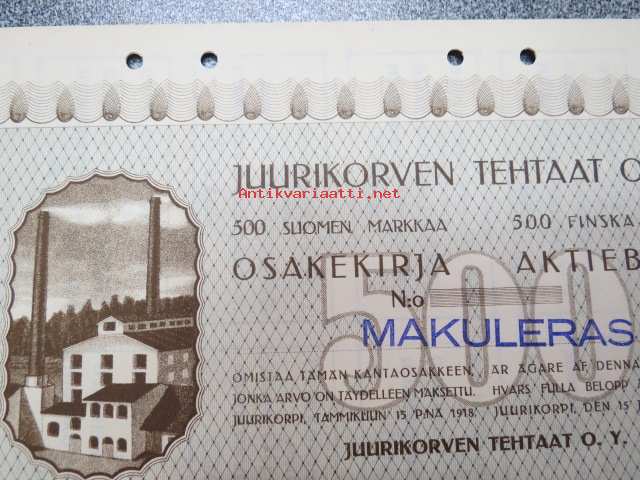 JUURIKORVEN TEHTAAT O.
Antikvariaatti.net
500 SUOMEN MARKKAA 500 FINSKA
OSAKEKIRJA AKTIEB
500
N:o
MAKULERAS
OMISTAA TÄMÄN KANTAOSAKKEEN, ÄR ÄGARE AF DENNA
JONKA ARVO ON TÄYDELLEEN MAKSETTU. HVARS FULLA BELOPP
JUURIKORPI, TAMMIKUUN 15 P:NÄ 1918. JUURIKORPI, DEN 15
JUURIKORVEN TEHTAAT O. Y.